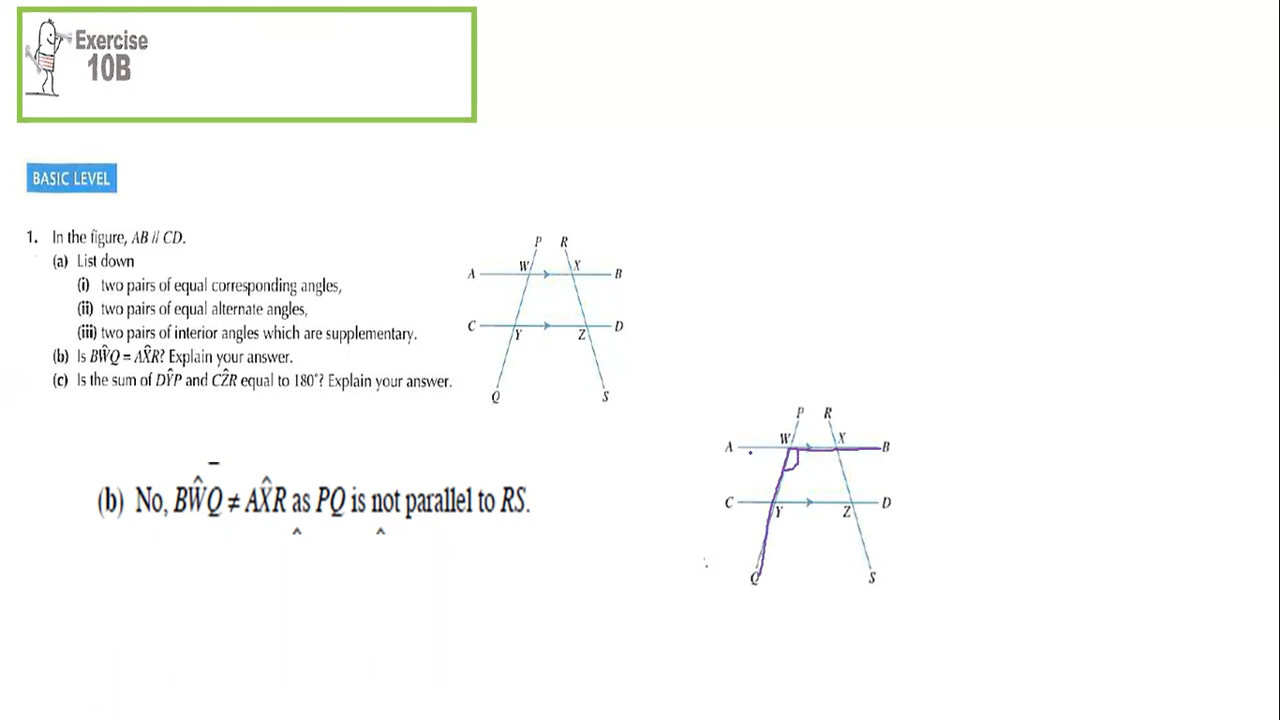 Exercise
10B
BASIC LEVEL
1. In the figure, AB // CD.
(a) List down
(i) two pairs of equal corresponding angles,
(ii) two pairs of equal alternate angles,
(iii) two pairs of interior angles which are supplementary.
(b) Is BŴQ = AX̂R? Explain your answer.
(c) Is the sum of DŶP and CẐR equal to 180°? Explain your answer.
P R
A W X B
C Y Z D
Q S
P R
A W X B
C Y Z D
Q S
(b) No, BŴQ ≠ AX̂R as PQ is not parallel to RS.